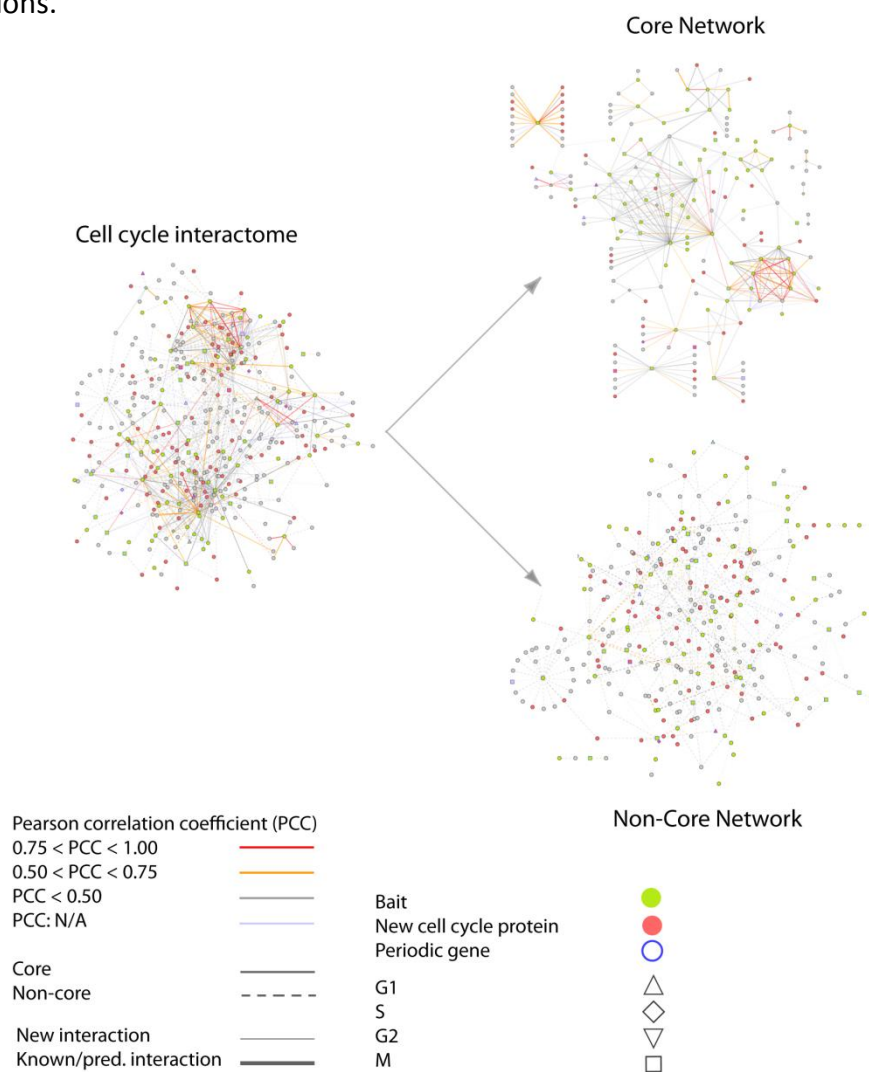 ions.
Core Network
Cell cycle interactome
Non-Core Network
Pearson correlation coefficient (PCC)
0.75 < PCC < 1.00
0.50 < PCC < 0.75
PCC < 0.50
PCC: N/A
Core
Non-core
New interaction
Known/pred. interaction
Bait
New cell cycle protein
Periodic gene
G1
S
G2
M